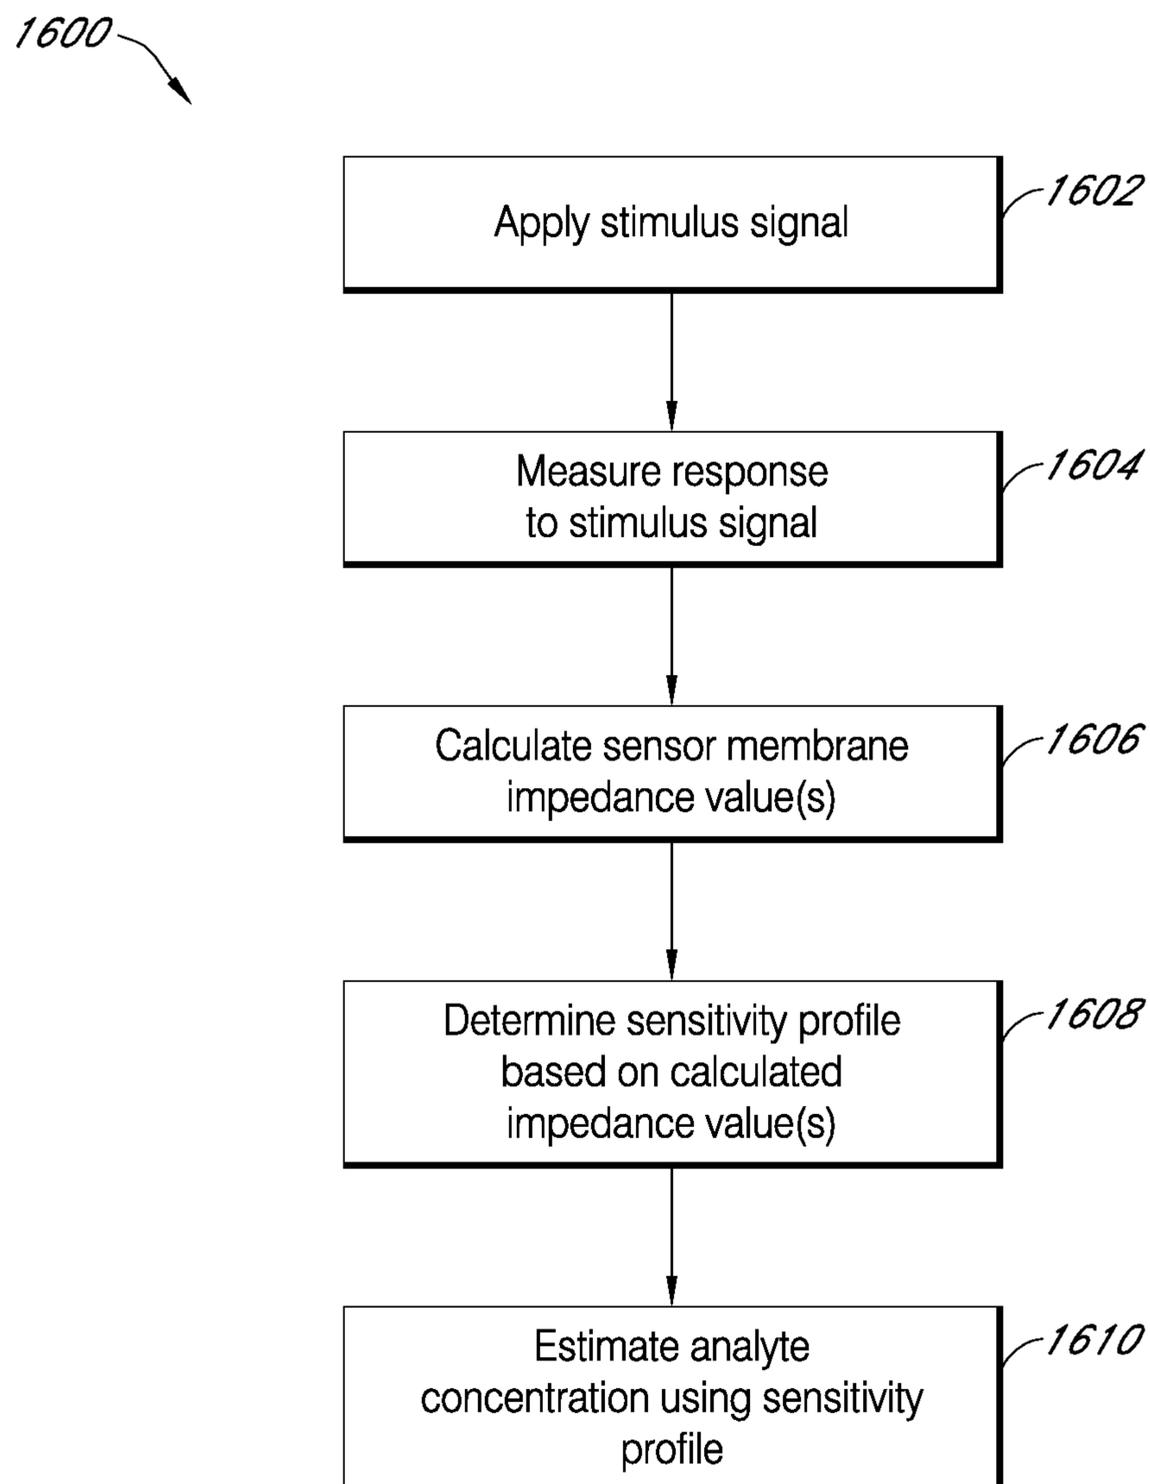 1600
Apply stimulus signal
1602
Measure response
to stimulus signal
1604
Calculate sensor membrane
impedance value(s)
1606
Determine sensitivity profile
based on calculated
impedance value(s)
1608
Estimate analyte
concentration using sensitivity
profile
1610